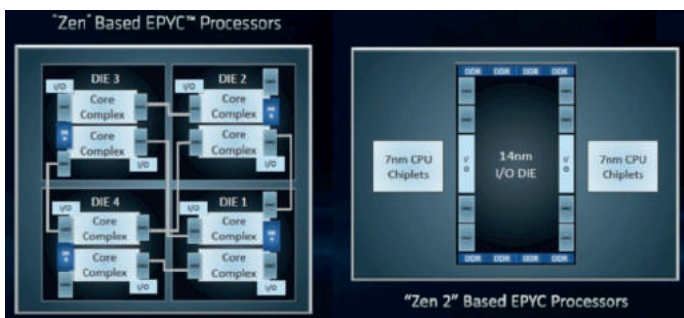 "Zen" Based EPYC™ Processors
DIE 3
I/O
Core
Complex
Core
Complex
I/O
DIE 2
I/O
Core
Complex
Core
Complex
DIE 4
I/O
Core
Complex
Core
Complex
I/O
DIE 1
I/O
Core
Complex
Core
Complex
I/O
DDR DDR DDR DDR
7nm CPU
Chiplets
I/O
14nm
I/O DIE
I/O
7nm CPU
Chiplets
DDR DDR DDR DDR
"Zen 2" Based EPYC Processors